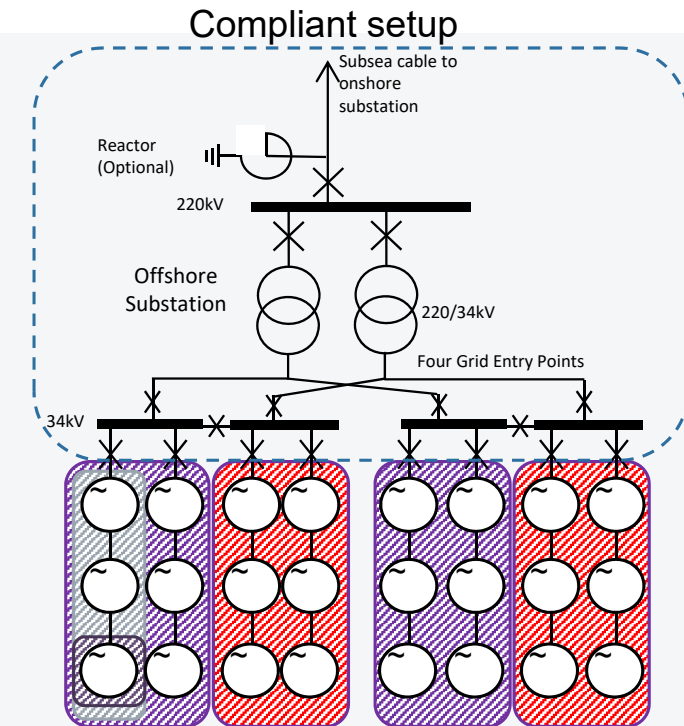 Compliant setup
Subsea cable to
onshore
substation
Reactor
(Optional)
220kV
Offshore
Substation
220/34kV
Four Grid Entry Points
34kV
~ ~ ~ ~ ~ ~ ~ ~
~ ~ ~ ~ ~ ~ ~ ~
~ ~ ~ ~ ~ ~ ~ ~